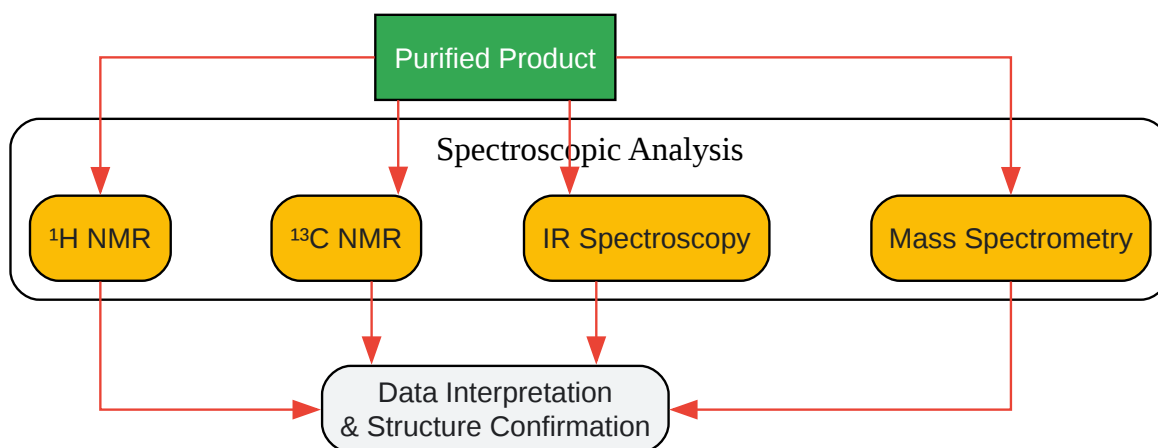 Purified Product
Spectroscopic Analysis
¹H NMR
¹³C NMR
IR Spectroscopy
Mass Spectrometry
Data Interpretation
& Structure Confirmation